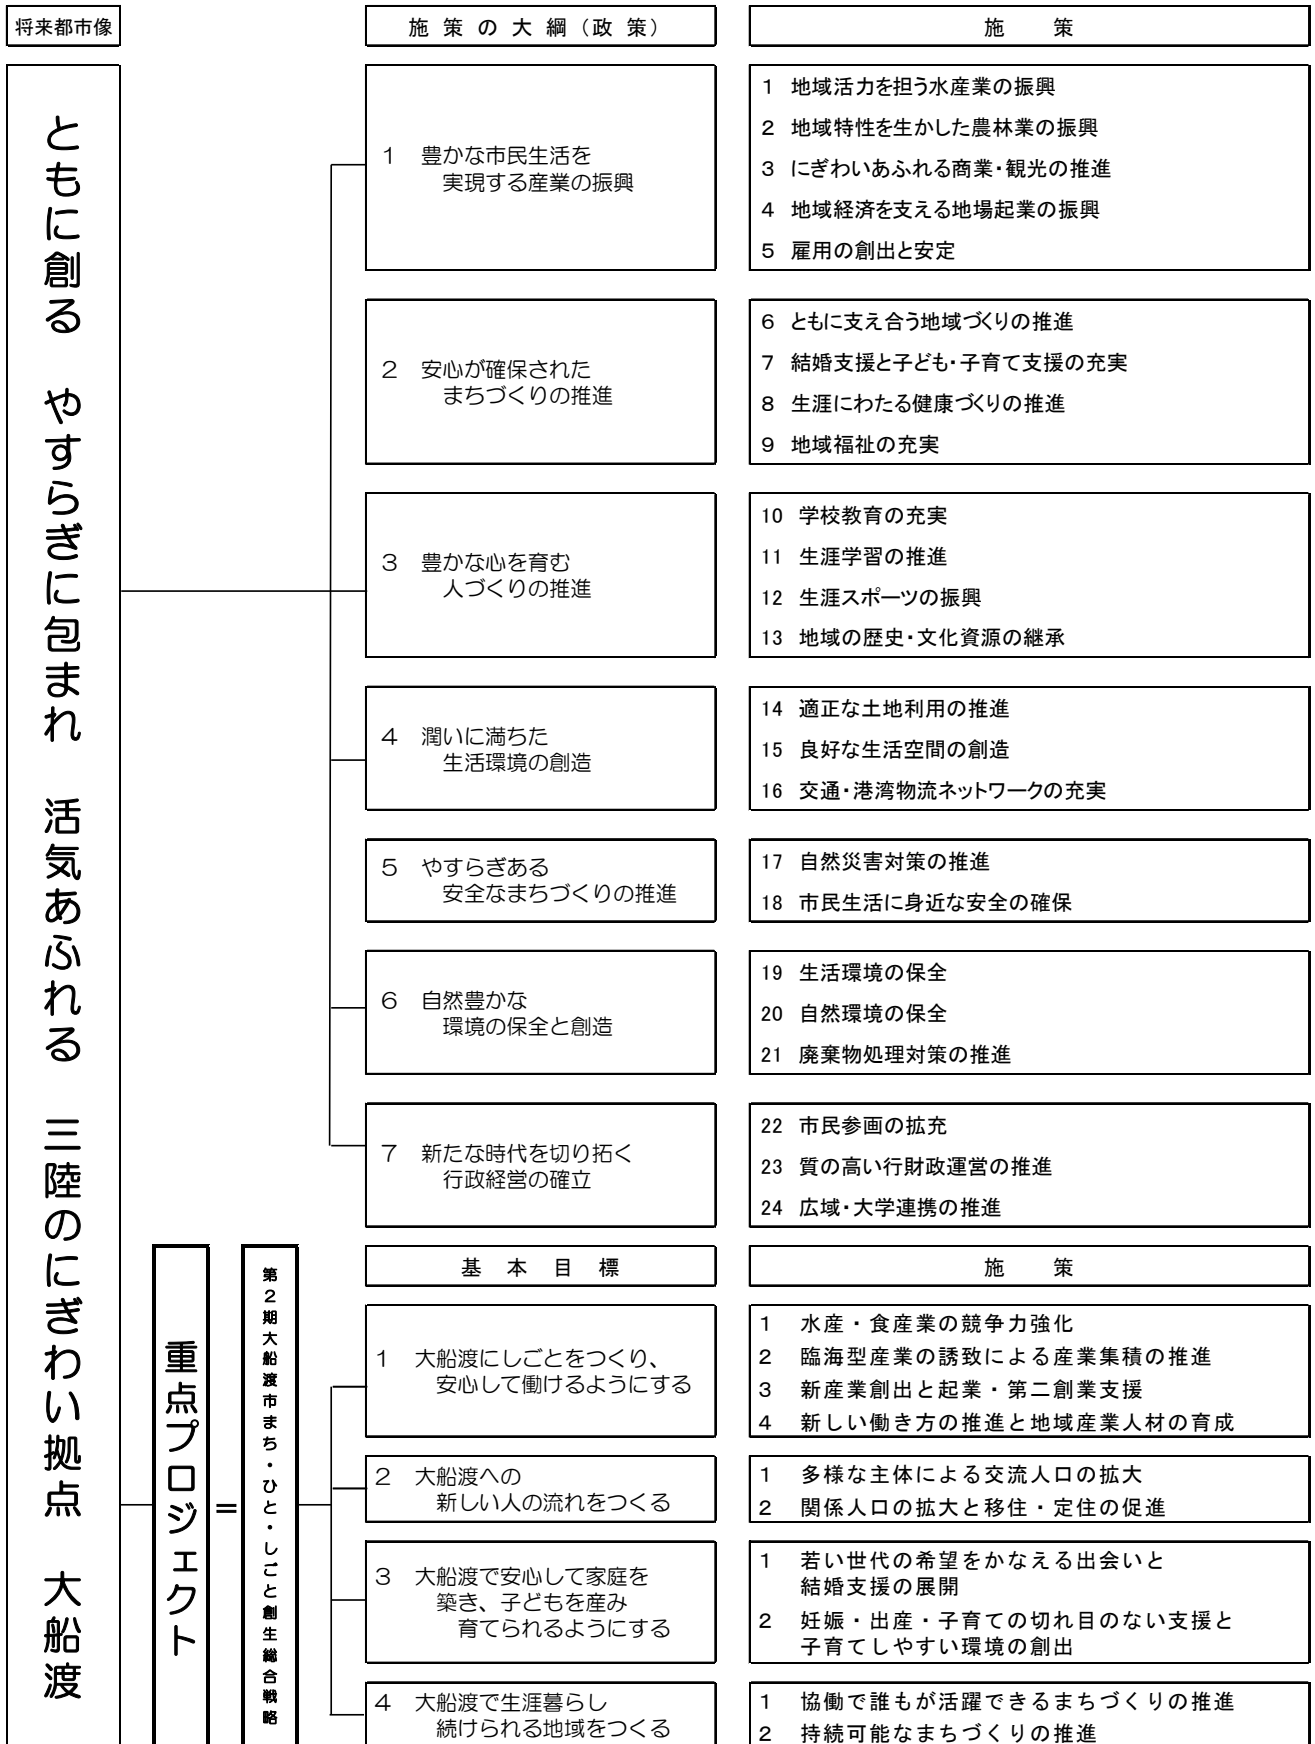 将来都市像
施策の大綱（政策）
施　策
ともに創る　やすらぎに包まれ　活気あふれる　三陸のにぎわい拠点　大船渡
１　豊かな市民生活を
実現する産業の振興
1　地域活力を担う水産業の振興
2　地域特性を生かした農林業の振興
3　にぎわいあふれる商業・観光の推進
4　地域経済を支える地場起業の振興
5　雇用の創出と安定
２　安心が確保された
まちづくりの推進
6　ともに支え合う地域づくりの推進
7　結婚支援と子ども・子育て支援の充実
8　生涯にわたる健康づくりの推進
9　地域福祉の充実
３　豊かな心を育む
人づくりの推進
10　学校教育の充実
11　生涯学習の推進
12　生涯スポーツの振興
13　地域の歴史・文化資源の継承
４　潤いに満ちた
生活環境の創造
14　適正な土地利用の推進
15　良好な生活空間の創造
16　交通・港湾物流ネットワークの充実
５　やすらぎある
安全なまちづくりの推進
17　自然災害対策の推進
18　市民生活に身近な安全の確保
６　自然豊かな
環境の保全と創造
19　生活環境の保全
20　自然環境の保全
21　廃棄物処理対策の推進
７　新たな時代を切り拓く
行政経営の確立
22　市民参画の拡充
23　質の高い行財政運営の推進
24　広域・大学連携の推進
重点プロジェクト
＝
第２期大船渡市まち・ひと・しごと創生総合戦略
基本目標
施　策
１　大船渡にしごとをつくり、
安心して働けるようにする
1　水産・食産業の競争力強化
2　臨海型産業の誘致による産業集積の推進
3　新産業創出と起業・第二創業支援
4　新しい働き方の推進と地域産業人材の育成
２　大船渡への
新しい人の流れをつくる
1　多様な主体による交流人口の拡大
2　関係人口の拡大と移住・定住の促進
３　大船渡で安心して家庭を
築き、子どもを産み
育てられるようにする
1　若い世代の希望をかなえる出会いと
結婚支援の展開
2　妊娠・出産・子育ての切れ目のない支援と
子育てしやすい環境の創出
４　大船渡で生涯暮らし
続けられる地域をつくる
1　協働で誰もが活躍できるまちづくりの推進
2　持続可能なまちづくりの推進